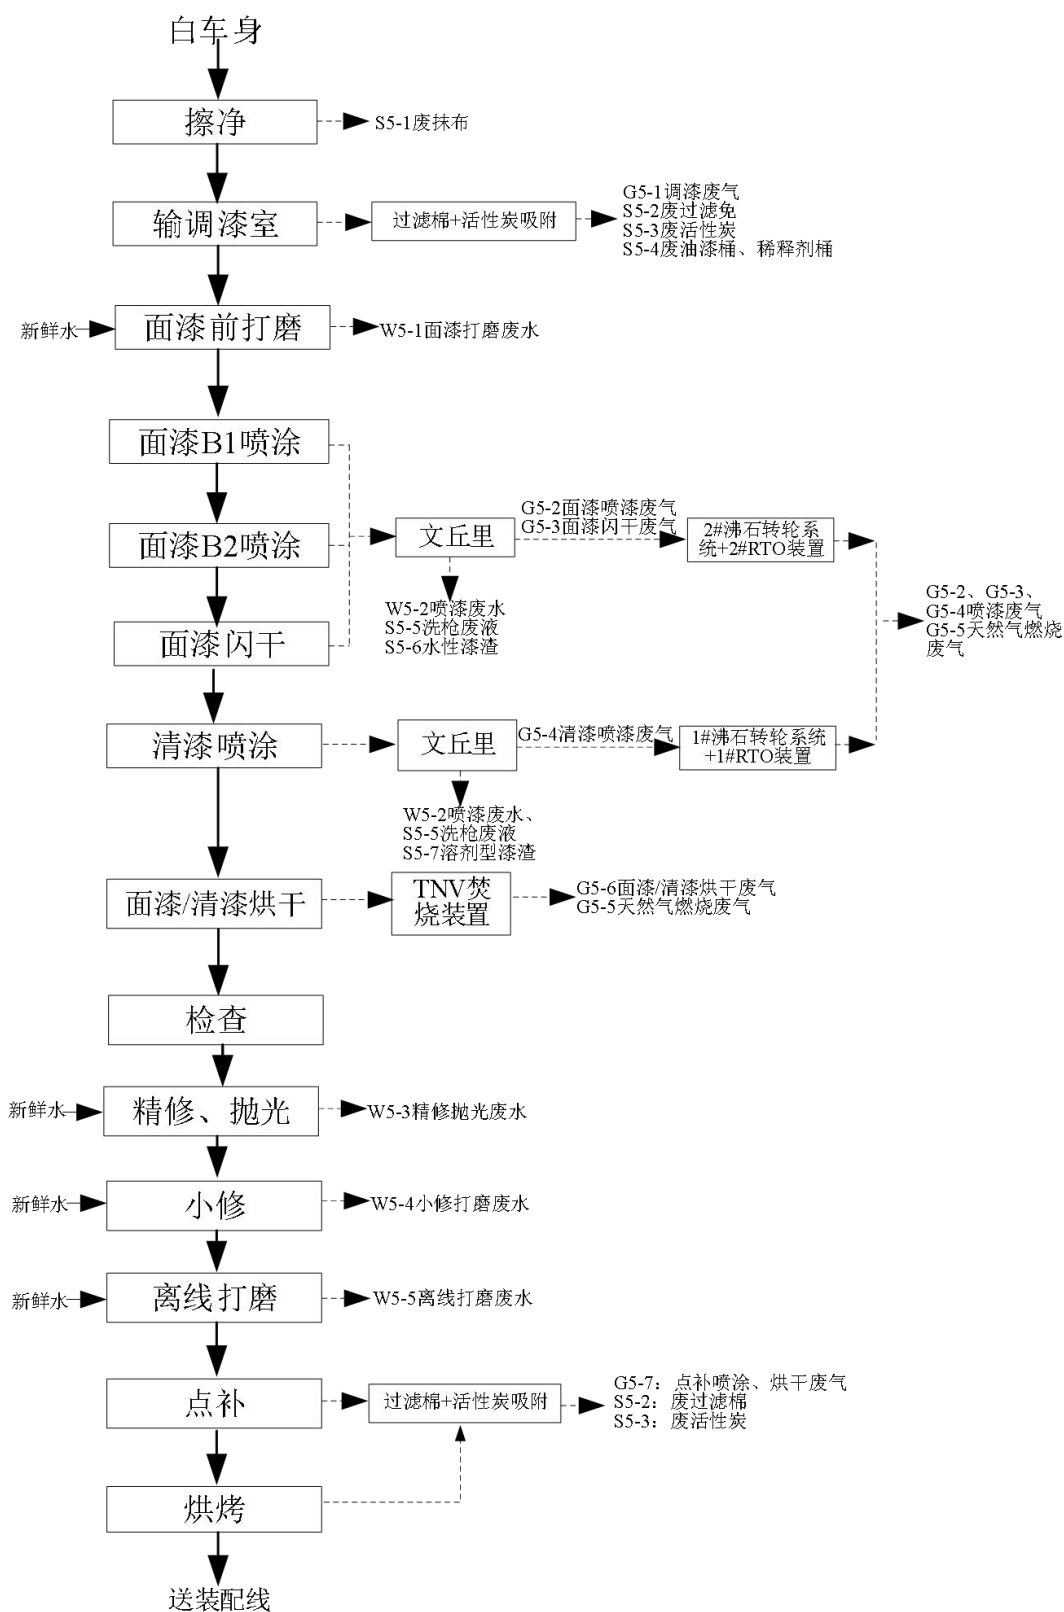 白车身
擦净
S5-1废抹布
输调漆室
过滤棉+活性炭吸附
G5-1调漆废气
S5-2废过滤免
S5-3废活性炭
S5-4废油漆桶、稀释剂桶
新鲜水
面漆前打磨
W5-1面漆打磨废水
面漆B1喷涂
面漆B2喷涂
文丘里
G5-2面漆喷漆废气
G5-3面漆闪干废气
2#沸石转轮系
统+2#RTO装置
W5-2喷漆废水
S5-5洗枪废液
S5-6水性漆渣
G5-2、G5-3、
G5-4喷漆废气
G5-5天然气燃烧
废气
面漆闪干
清漆喷涂
文丘里
G5-4清漆喷漆废气
1#沸石转轮系统
+1#RTO装置
W5-2喷漆废水、
S5-5洗枪废液
S5-7溶剂型漆渣
面漆/清漆烘干
TNV焚
烧装置
G5-6面漆/清漆烘干废气
G5-5天然气燃烧废气
检查
新鲜水
精修、抛光
W5-3精修抛光废水
新鲜水
小修
W5-4小修打磨废水
新鲜水
离线打磨
W5-5离线打磨废水
点补
过滤棉+活性炭吸附
G5-7：点补喷涂、烘干废气
S5-2：废过滤棉
S5-3：废活性炭
烘烤
送装配线